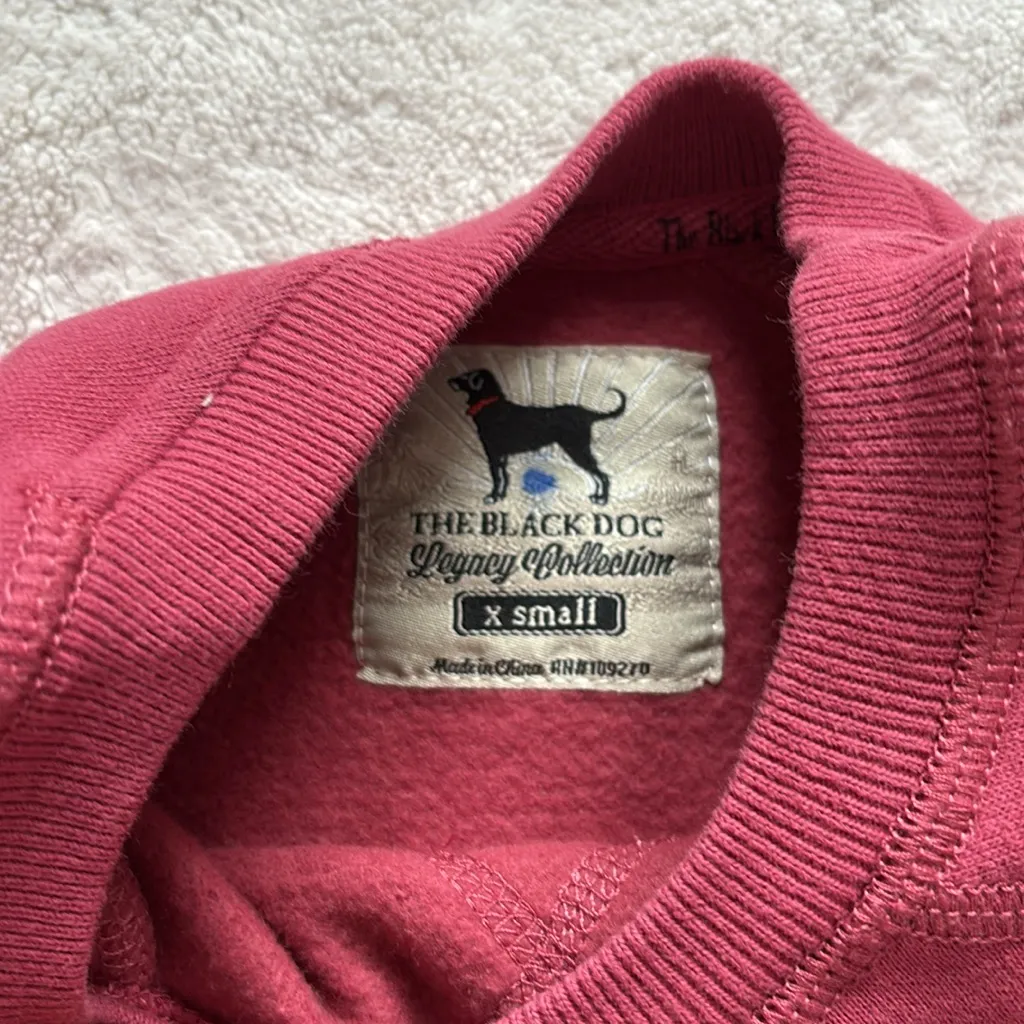 The Black
THE BLACK DOG
Legacy Collection
x small
Made in China RN#109270